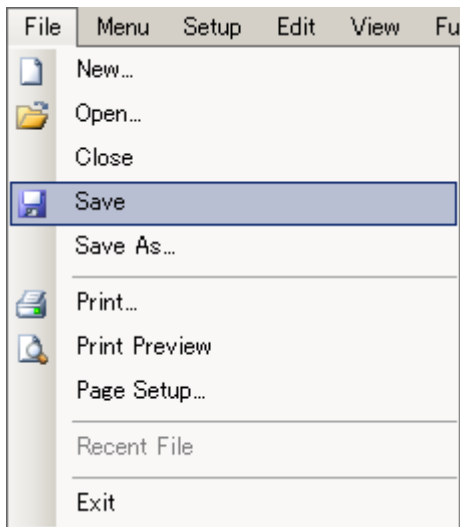 File Menu Setup Edit View Fu
New...
Open...
Close
Save
Save As...
Print...
Print Preview
Page Setup...
Recent File
Exit